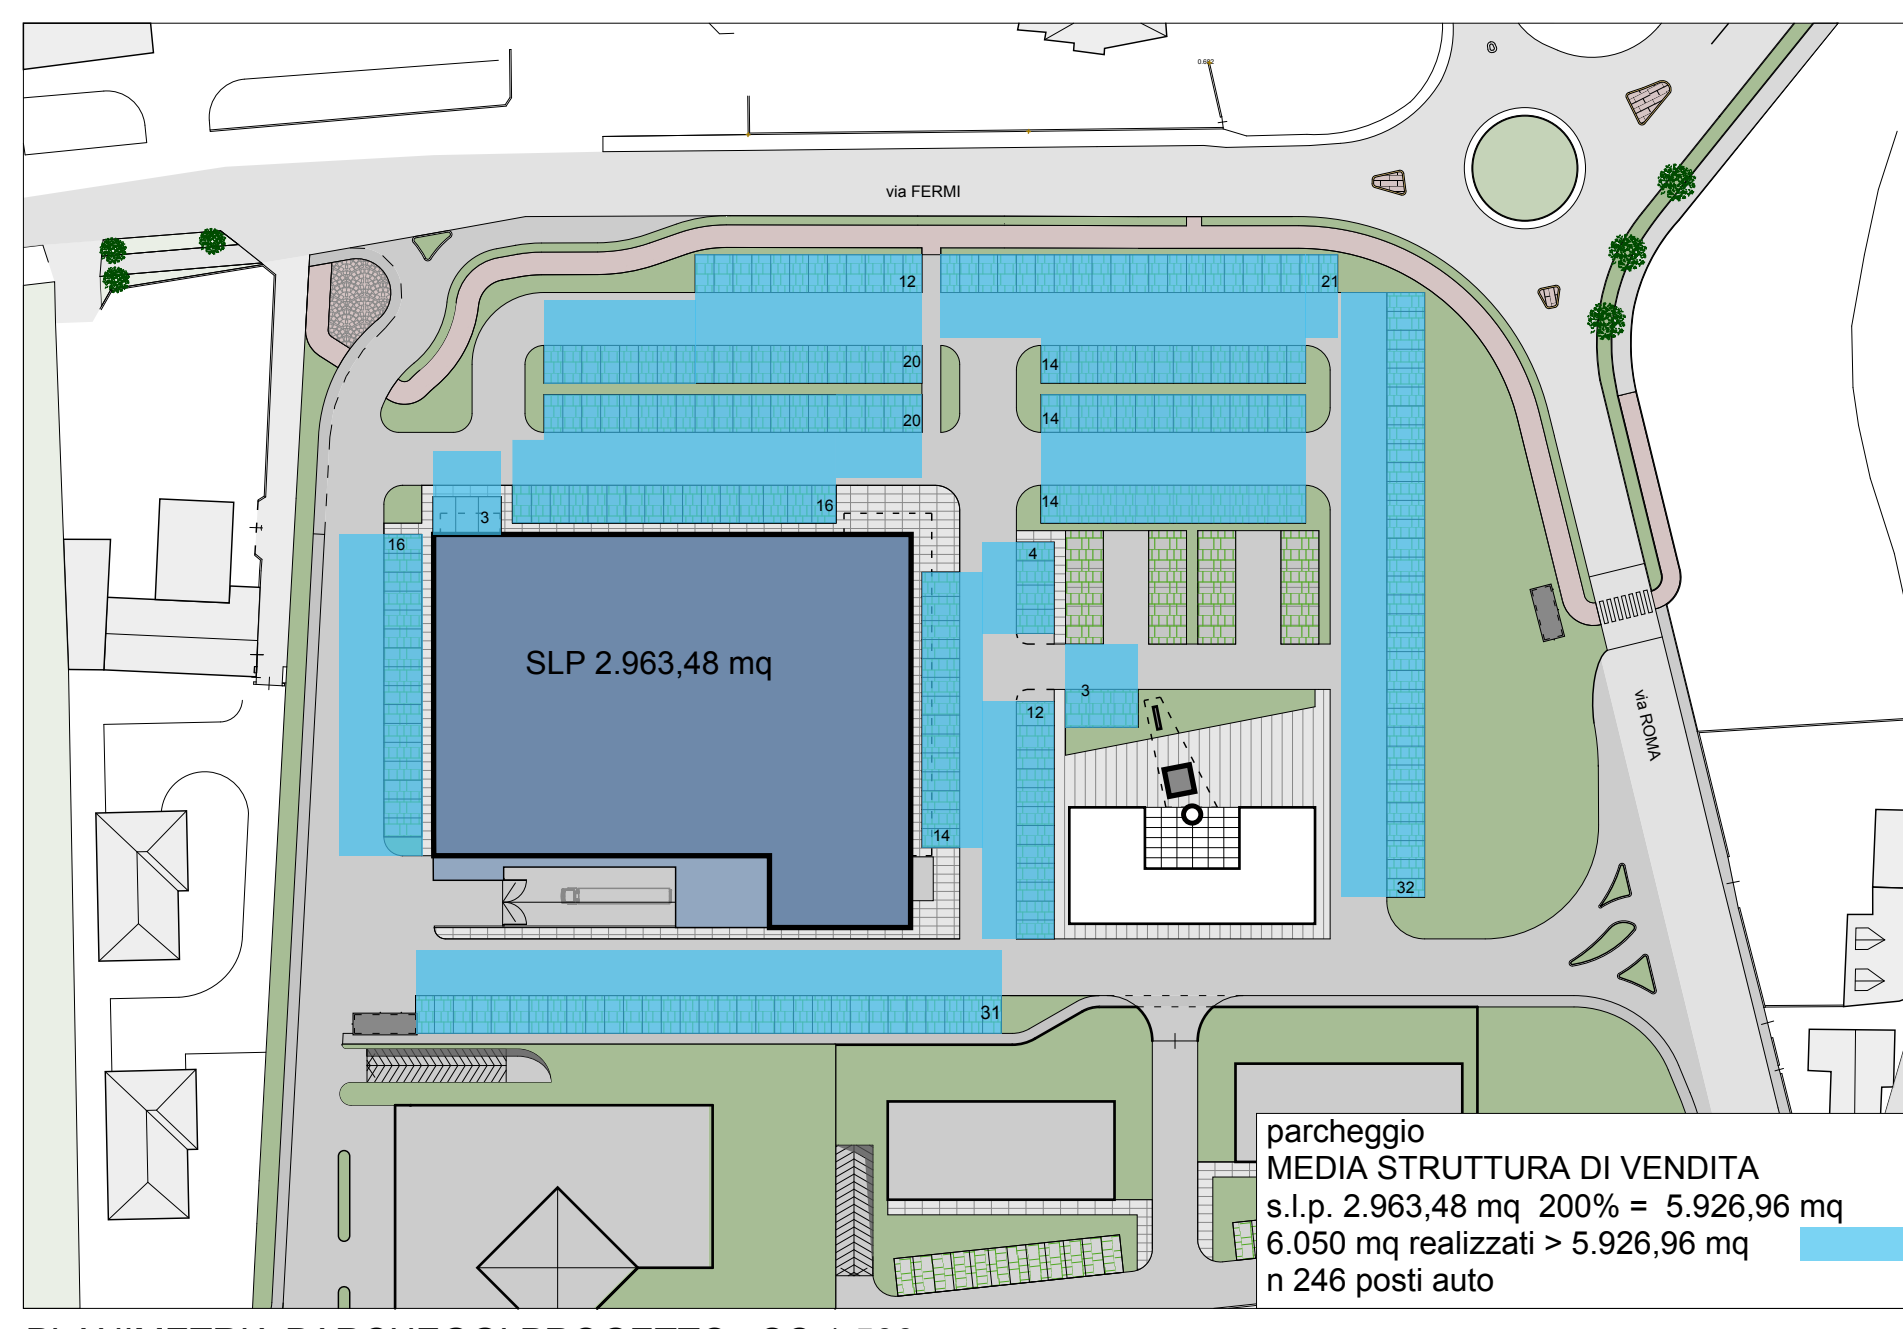 0.692
via FERMI
12
21
20
14
20
14
16
14
3
16
4
SLP 2.963,48 mq
3
12
via ROMA
14
32
31
parcheggio
MEDIA STRUTTURA DI VENDITA
s.l.p. 2.963,48 mq 200% = 5.926,96 mq
6.050 mq realizzati > 5.926,96 mq
n 246 posti auto